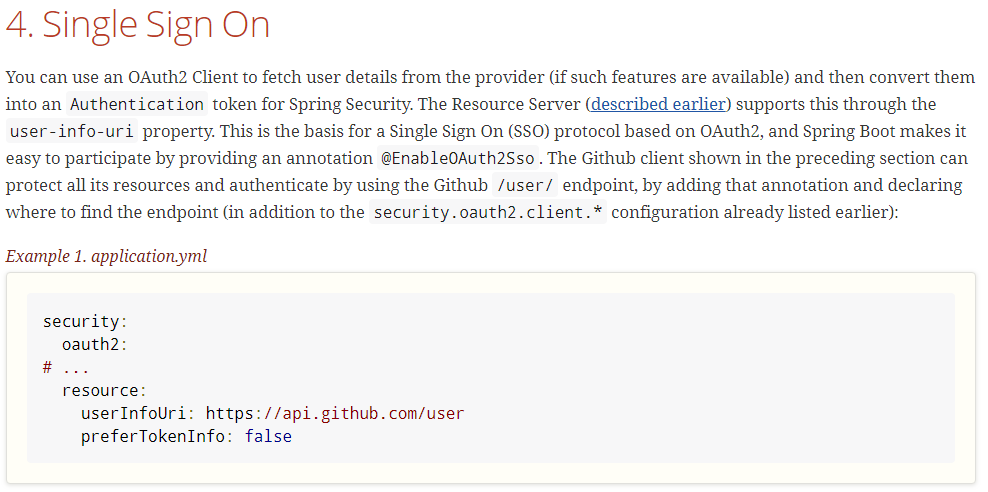 4. Single Sign On
You can use an OAuth2 Client to fetch user details from the provider (if such features are available) and then convert them
into an Authentication token for Spring Security. The Resource Server (described earlier) supports this through the
user-info-uri property. This is the basis for a Single Sign On (SSO) protocol based on OAuth2, and Spring Boot makes it
easy to participate by providing an annotation @EnableOAuth2Sso. The Github client shown in the preceding section can
protect all its resources and authenticate by using the Github /user/ endpoint, by adding that annotation and declaring
where to find the endpoint (in addition to the security.oauth2.client.* configuration already listed earlier):
Example 1. application.yml
security:
  oauth2:
# ...
  resource:
    userInfoUri: https://api.github.com/user
    preferTokenInfo: false